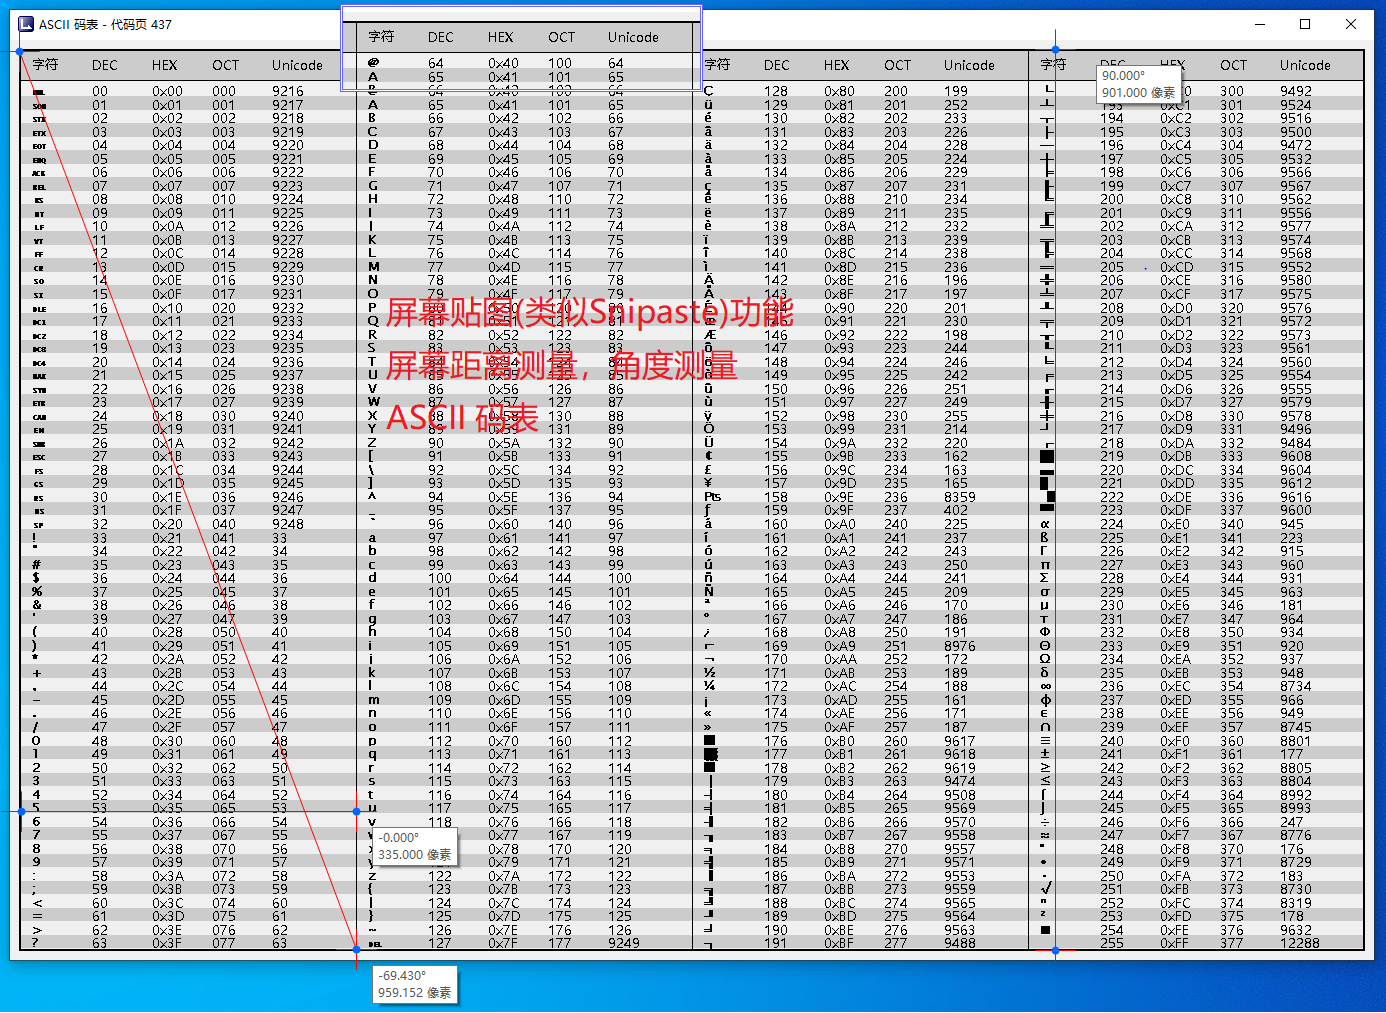 ASCII 码表 - 代码页 437
字符 DEC HEX OCT Unicode
@ 64 0x40 100 64
A 65 0x41 101 65
字符 DEC HEX OCT Unicode 字符 DEC HEX OCT Unicode 字符 DEC HEX OCT Unicode
90.000°
901.000 像素
NUL 00 0x00 000 9216 64 0x40 100 64 Ç 128 0x80 200 199 └ 300 9492
SOH 01 0x01 001 9217 A 65 0x41 101 65 ü 129 0x81 201 252 ┴ 193 0xC1 301 9524
STX 02 0x02 002 9218 B 66 0x42 102 66 é 130 0x82 202 233 ┬ 194 0xC2 302 9516
ETX 03 0x03 003 9219 C 67 0x43 103 67 â 131 0x83 203 226 ├ 195 0xC3 303 9500
EOT 04 0x04 004 9220 D 68 0x44 104 68 ä 132 0x84 204 228 ─ 196 0xC4 304 9472
ENQ 05 0x05 005 9221 E 69 0x45 105 69 à 133 0x85 205 224 ┼ 197 0xC5 305 9532
ACK 06 0x06 006 9222 F 70 0x46 106 70 å 134 0x86 206 229 ╞ 198 0xC6 306 9566
BEL 07 0x07 007 9223 G 71 0x47 107 71 ç 135 0x87 207 231 ╟ 199 0xC7 307 9567
BS 08 0x08 010 9224 H 72 0x48 110 72 ê 136 0x88 210 234 ╚ 200 0xC8 310 9562
HT 09 0x09 011 9225 I 73 0x49 111 73 ë 137 0x89 211 235 ╔ 201 0xC9 311 9556
LF 10 0x0A 012 9226 J 74 0x4A 112 74 è 138 0x8A 212 232 ╩ 202 0xCA 312 9577
VT 11 0x0B 013 9227 K 75 0x4B 113 75 ï 139 0x8B 213 239 ╦ 203 0xCB 313 9574
FF 12 0x0C 014 9228 L 76 0x4C 114 76 î 140 0x8C 214 238 ╠ 204 0xCC 314 9568
CR 13 0x0D 015 9229 M 77 0x4D 115 77 ì 141 0x8D 215 236 ═ 205 0xCD 315 9552
SO 14 0x0E 016 9230 N 78 0x4E 116 78 Ä 142 0x8E 216 196 ╬ 206 0xCE 316 9580
SI 15 0x0F 017 9231 O 79 0x4F 117 79 Å 143 0x8F 217 197 ╧ 207 0xCF 317 9575
屏幕贴图(类似Snipaste)功能
DLE 16 0x10 020 9232 P 80 0x50 120 80 É 144 0x90 220 201 ╨ 208 0xD0 320 9576
DC1 17 0x11 021 9233 Q 81 0x51 121 81 æ 145 0x91 221 230 ╤ 209 0xD1 321 9572
DC2 18 0x12 022 9234 R 82 0x52 122 82 Æ 146 0x92 222 198 ╥ 210 0xD2 322 9573
DC3 19 0x13 023 9235 S 83 0x53 123 83 ô 147 0x93 223 244 ╙ 211 0xD3 323 9561
屏幕距离测量，角度测量
DC4 20 0x14 024 9236 T 84 0x54 124 84 ö 148 0x94 224 246 ╘ 212 0xD4 324 9560
NAK 21 0x15 025 9237 U 85 0x55 125 85 ò 149 0x95 225 242 ╒ 213 0xD5 325 9554
SYN 22 0x16 026 9238 V 86 0x56 126 86 û 150 0x96 226 251 ╓ 214 0xD6 326 9555
ETB 23 0x17 027 9239 W 87 0x57 127 87 ù 151 0x97 227 249 ╫ 215 0xD7 327 9579
ASCII 码表
CAN 24 0x18 030 9240 X 88 0x58 130 88 ÿ 152 0x98 230 255 ╪ 216 0xD8 330 9578
EM 25 0x19 031 9241 Y 89 0x59 131 89 Ö 153 0x99 231 214 ┘ 217 0xD9 331 9496
SUB 26 0x1A 032 9242 Z 90 0x5A 132 90 Ü 154 0x9A 232 220 ┌ 218 0xDA 332 9484
ESC 27 0x1B 033 9243 [ 91 0x5B 133 91 ¢ 155 0x9B 233 162 █ 219 0xDB 333 9608
FS 28 0x1C 034 9244 \ 92 0x5C 134 92 £ 156 0x9C 234 163 ▄ 220 0xDC 334 9604
GS 29 0x1D 035 9245 ] 93 0x5D 135 93 ¥ 157 0x9D 235 165 ▌ 221 0xDD 335 9612
RS 30 0x1E 036 9246 ^ 94 0x5E 136 94 ₧ 158 0x9E 236 8359 ▐ 222 0xDE 336 9616
US 31 0x1F 037 9247 _ 95 0x5F 137 95 ƒ 159 0x9F 237 402 ▀ 223 0xDF 337 9600
SP 32 0x20 040 9248 ` 96 0x60 140 96 á 160 0xA0 240 225 α 224 0xE0 340 945
! 33 0x21 041 33 a 97 0x61 141 97 í 161 0xA1 241 237 ß 225 0xE1 341 223
" 34 0x22 042 34 b 98 0x62 142 98 ó 162 0xA2 242 243 Γ 226 0xE2 342 915
# 35 0x23 043 35 c 99 0x63 143 99 ú 163 0xA3 243 250 π 227 0xE3 343 960
$ 36 0x24 044 36 d 100 0x64 144 100 ñ 164 0xA4 244 241 Σ 228 0xE4 344 931
% 37 0x25 045 37 e 101 0x65 145 101 Ñ 165 0xA5 245 209 σ 229 0xE5 345 963
& 38 0x26 046 38 f 102 0x66 146 102 ª 166 0xA6 246 170 µ 230 0xE6 346 181
' 39 0x27 047 39 g 103 0x67 147 103 º 167 0xA7 247 186 τ 231 0xE7 347 964
( 40 0x28 050 40 h 104 0x68 150 104 ¿ 168 0xA8 250 191 Φ 232 0xE8 350 934
) 41 0x29 051 41 i 105 0x69 151 105 ⌐ 169 0xA9 251 8976 Θ 233 0xE9 351 920
* 42 0x2A 052 42 j 106 0x6A 152 106 ¬ 170 0xAA 252 172 Ω 234 0xEA 352 937
+ 43 0x2B 053 43 k 107 0x6B 153 107 ½ 171 0xAB 253 189 δ 235 0xEB 353 948
, 44 0x2C 054 44 l 108 0x6C 154 108 ¼ 172 0xAC 254 188 ∞ 236 0xEC 354 8734
- 45 0x2D 055 45 m 109 0x6D 155 109 ¡ 173 0xAD 255 161 φ 237 0xED 355 966
. 46 0x2E 056 46 n 110 0x6E 156 110 « 174 0xAE 256 171 ε 238 0xEE 356 949
/ 47 0x2F 057 47 o 111 0x6F 157 111 » 175 0xAF 257 187 ∩ 239 0xEF 357 8745
0 48 0x30 060 48 p 112 0x70 160 112 ░ 176 0xB0 260 9617 ≡ 240 0xF0 360 8801
1 49 0x31 061 49 q 113 0x71 161 113 ▒ 177 0xB1 261 9618 ± 241 0xF1 361 177
2 50 0x32 062 50 r 114 0x72 162 114 ▓ 178 0xB2 262 9619 ≥ 242 0xF2 362 8805
3 51 0x33 063 51 s 115 0x73 163 115 │ 179 0xB3 263 9474 ≤ 243 0xF3 363 8804
4 52 0x34 064 52 t 116 0x74 164 116 ┤ 180 0xB4 264 9508 ⌠ 244 0xF4 364 8992
5 53 0x35 065 53 u 117 0x75 165 117 ╡ 181 0xB5 265 9569 ⌡ 245 0xF5 365 8993
6 54 0x36 066 54 v 118 0x76 166 118 ╢ 182 0xB6 266 9570 ÷ 246 0xF6 366 247
7 55 0x37 067 55 w 0x77 167 119 ╖ 183 0xB7 267 9558 ≈ 247 0xF7 367 8776
-0.000°
335.000 像素
8 56 0x38 070 56 0x78 170 120 ╕ 184 0xB8 270 9557 ° 248 0xF8 370 176
9 57 0x39 071 57 y 0x79 171 121 ╣ 185 0xB9 271 9571 ∙ 249 0xF9 371 8729
: 58 0x3A 072 58 z 122 0x7A 172 122 ║ 186 0xBA 272 9553 · 250 0xFA 372 183
; 59 0x3B 073 59 { 123 0x7B 173 123 ╗ 187 0xBB 273 9559 √ 251 0xFB 373 8730
< 60 0x3C 074 60 | 124 0x7C 174 124 ╝ 188 0xBC 274 9565 ⁿ 252 0xFC 374 8319
= 61 0x3D 075 61 } 125 0x7D 175 125 ╜ 189 0xBD 275 9564 ² 253 0xFD 375 178
> 62 0x3E 076 62 ~ 126 0x7E 176 126 ╛ 190 0xBE 276 9563 ■ 254 0xFE 376 9632
? 63 0x3F 077 63 DEL 127 0x7F 177 9249 ┐ 191 0xBF 277 9488 255 0xFF 377 12288
-69.430°
959.152 像素